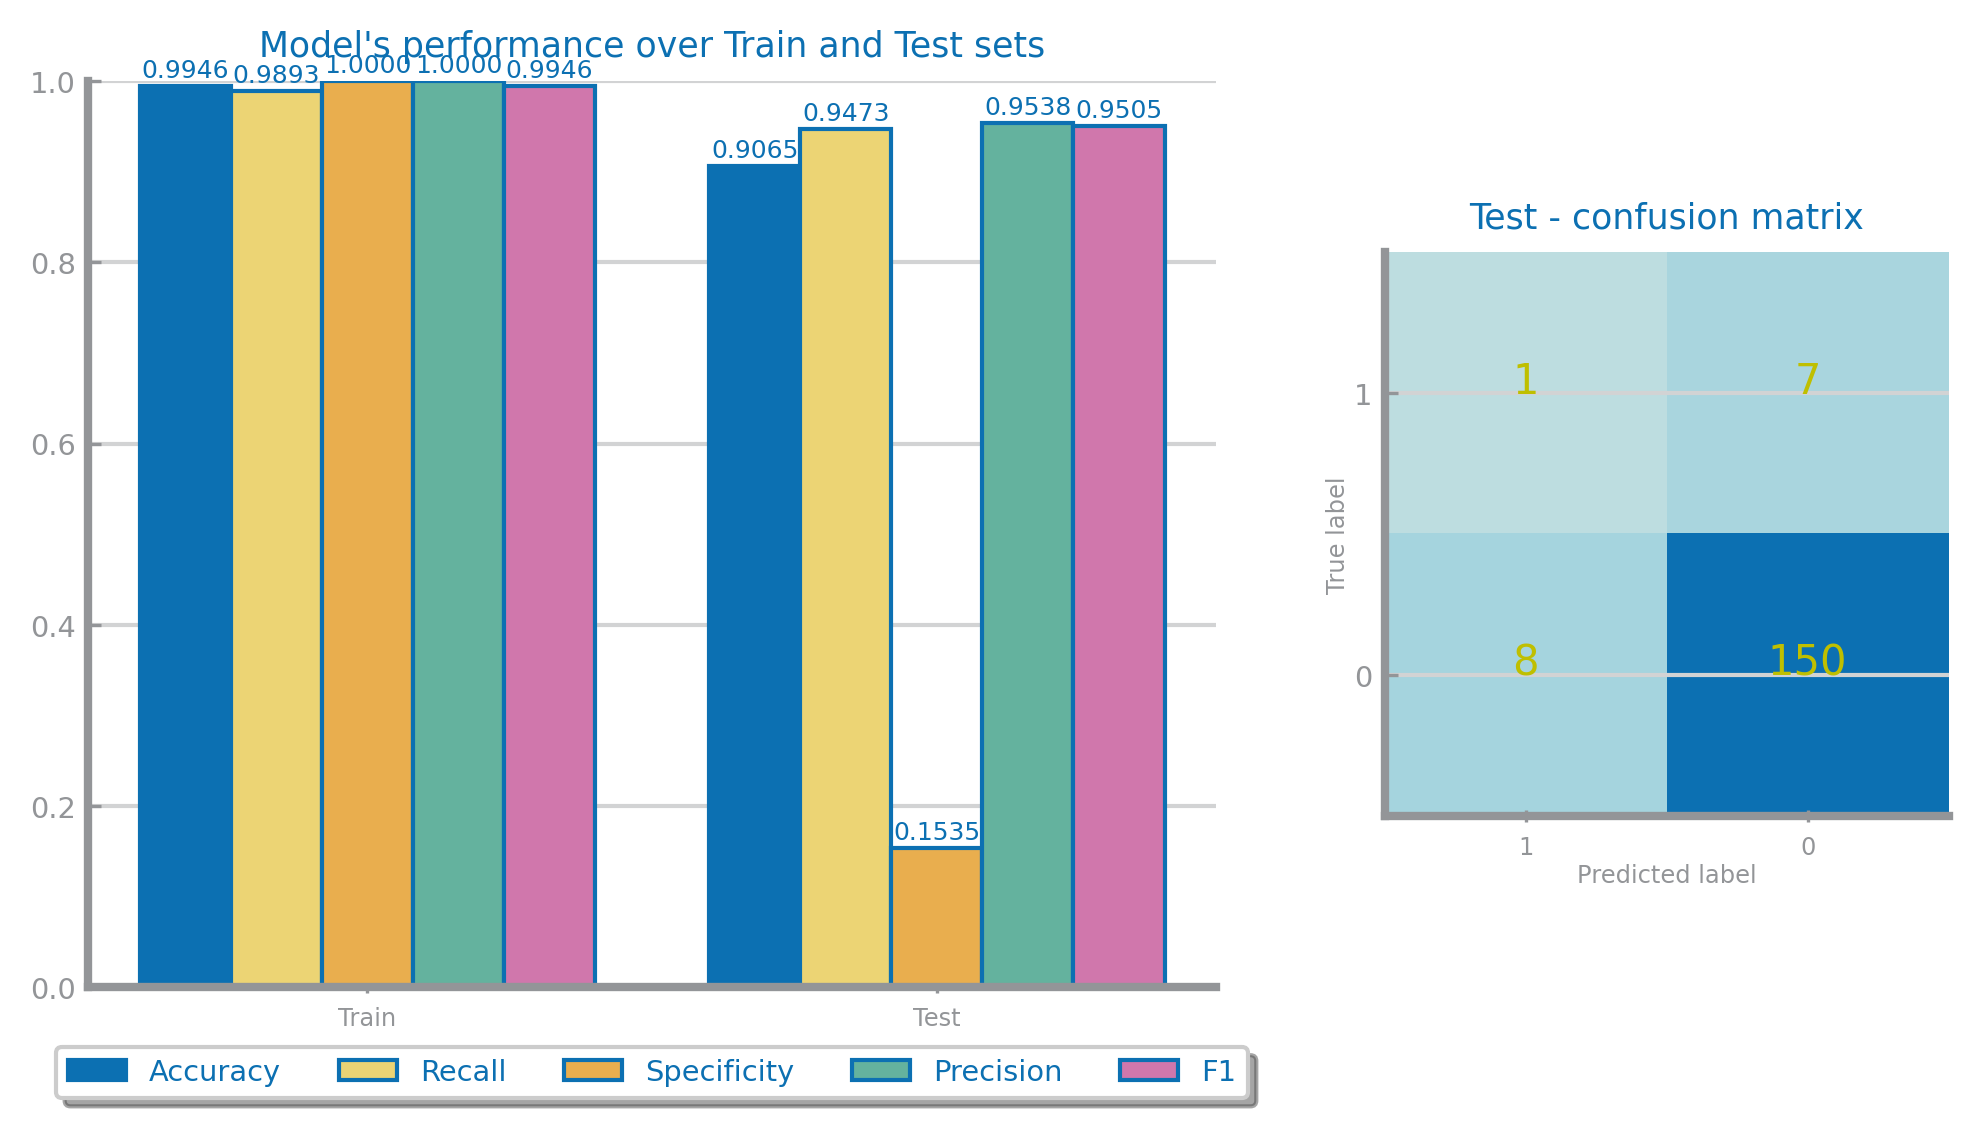 Model's performance over Train and Test sets
0.9946 0.9893 1.0000 1.0000 0.9946
0.9065 0.9473 0.1535 0.9538 0.9505
1.0
0.8
0.6
0.4
0.2
0.0
Train Test
Accuracy Recall Specificity Precision F1
Test - confusion matrix
True label
1 1 7
0 8 150
1 0
Predicted label